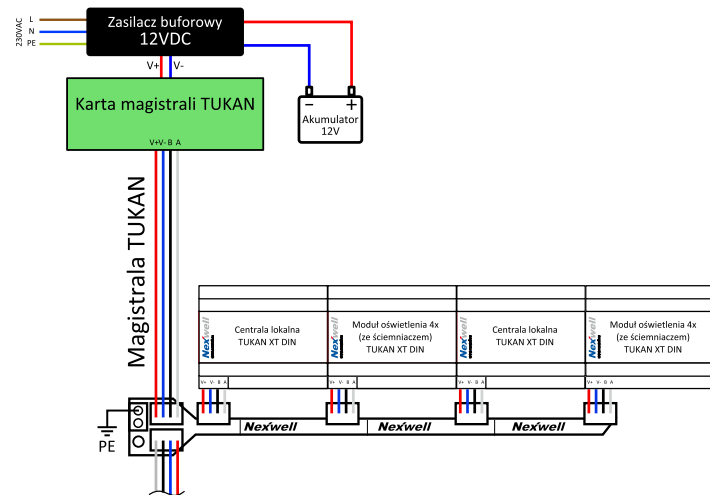 230VAC
L
N
PE
Zasilacz buforowy
12VDC
V+ V-
Karta magistrali TUKAN
V+V- B A
– +
Akumulator
12V
Magistrala TUKAN
Nexwell
Centrala lokalna
TUKAN XT DIN
Nexwell
Moduł oświetlenia 4x
(ze ściemniaczem)
TUKAN XT DIN
Nexwell
Centrala lokalna
TUKAN XT DIN
Nexwell
Moduł oświetlenia 4x
(ze ściemniaczem)
TUKAN XT DIN
V+ V- B A
V+ V- B A
V+ V- B A
V+ V- B A
PE
Nexwell
Nexwell
Nexwell